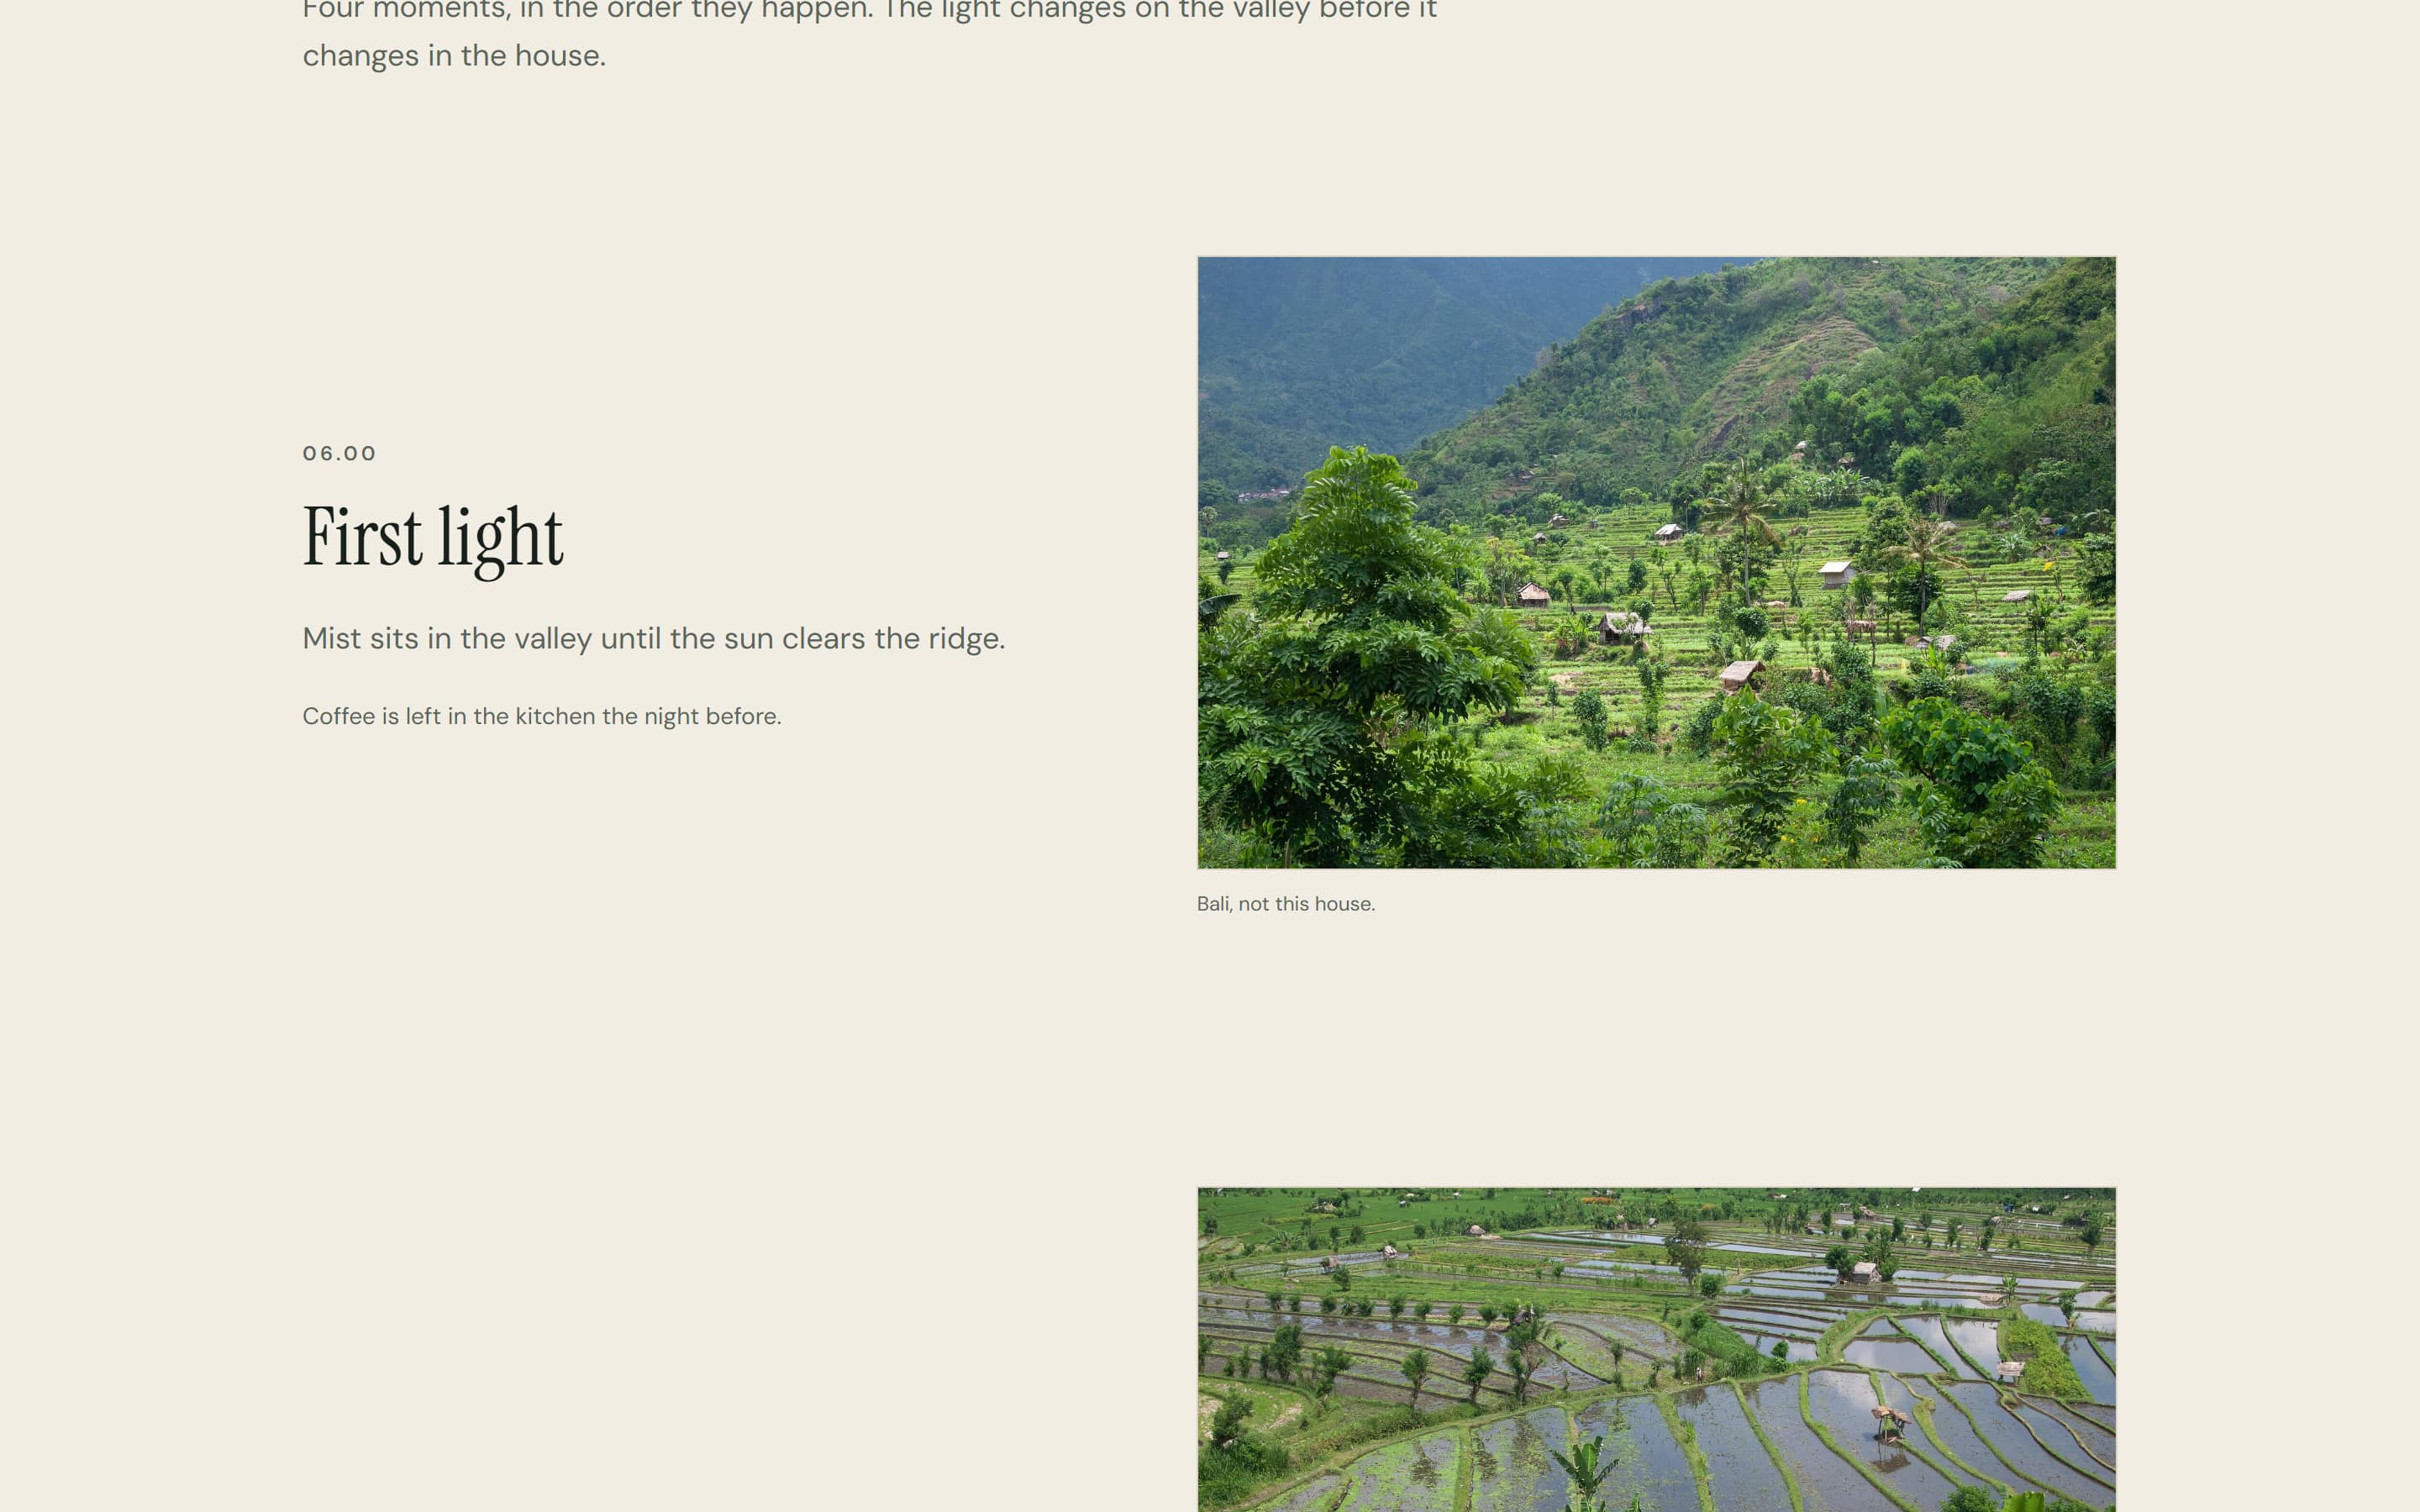 Four moments, in the order they happen. The light changes on the valley before it
changes in the house.
06.00
First light
Mist sits in the valley until the sun clears the ridge.
Coffee is left in the kitchen the night before.
Bali, not this house.